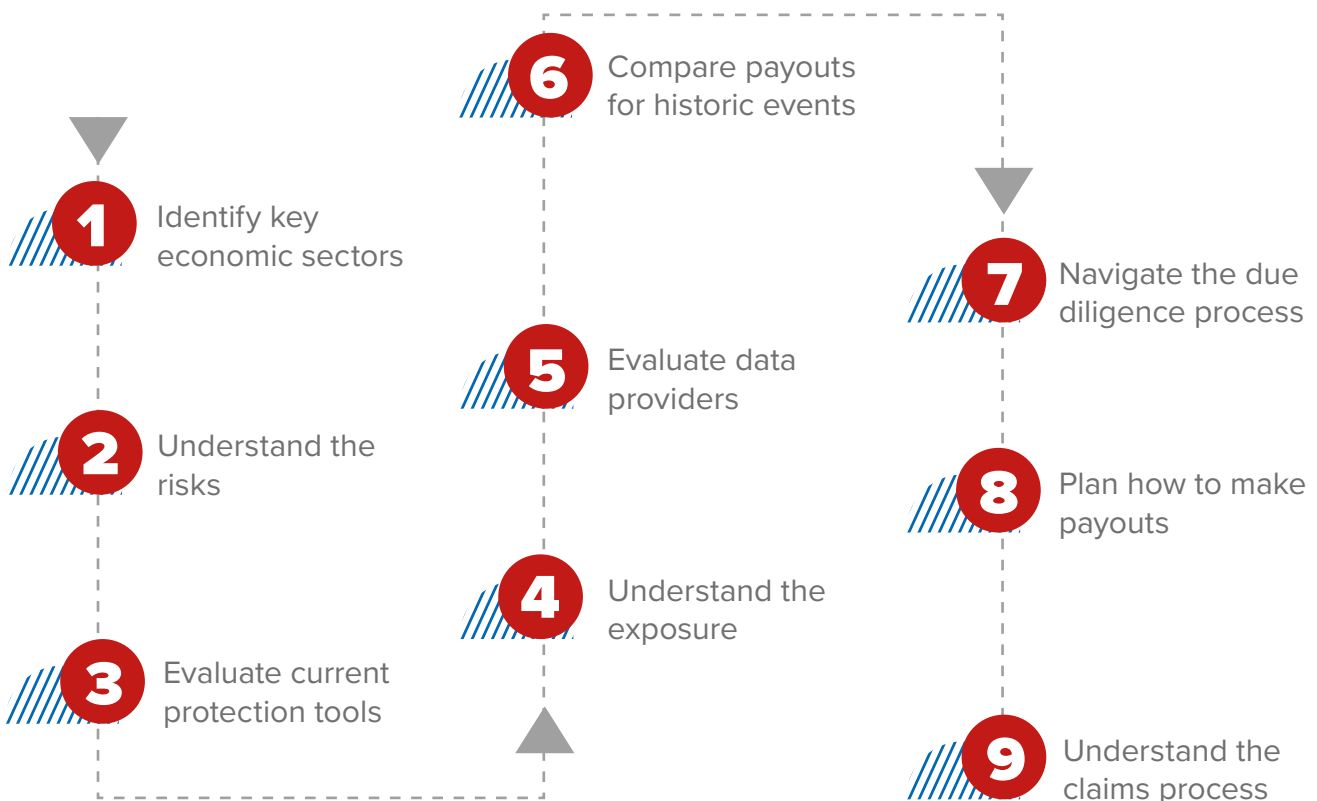 1
Identify key
economic sectors
2
Understand the
risks
3
Evaluate current
protection tools
4
Understand the
exposure
5
Evaluate data
providers
6
Compare payouts
for historic events
7
Navigate the due
diligence process
8
Plan how to make
payouts
9
Understand the
claims process